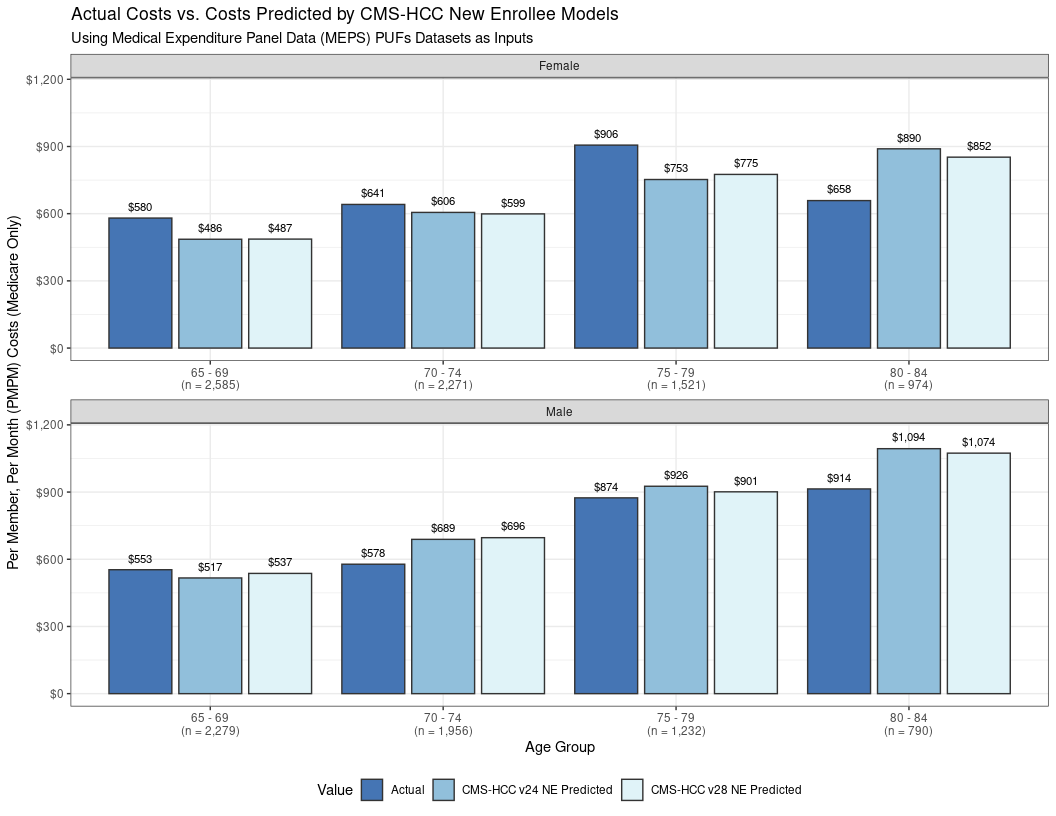 Actual Costs vs. Costs Predicted by CMS-HCC New Enrollee Models
Using Medical Expenditure Panel Data (MEPS) PUFs Datasets as Inputs
Per Member, Per Month (PMPM) Costs (Medicare Only)
Female
$1,200
$900
$600
$300
$0
$580
$486
$487
$641
$606
$599
$906
$753
$775
$658
$890
$852
65 - 69
(n = 2,585)
70 - 74
(n = 2,271)
75 - 79
(n = 1,521)
80 - 84
(n = 974)
Male
$1,200
$900
$600
$300
$0
$553
$517
$537
$578
$689
$696
$874
$926
$901
$914
$1,094
$1,074
65 - 69
(n = 2,279)
70 - 74
(n = 1,956)
75 - 79
(n = 1,232)
80 - 84
(n = 790)
Age Group
Value Actual CMS-HCC v24 NE Predicted CMS-HCC v28 NE Predicted